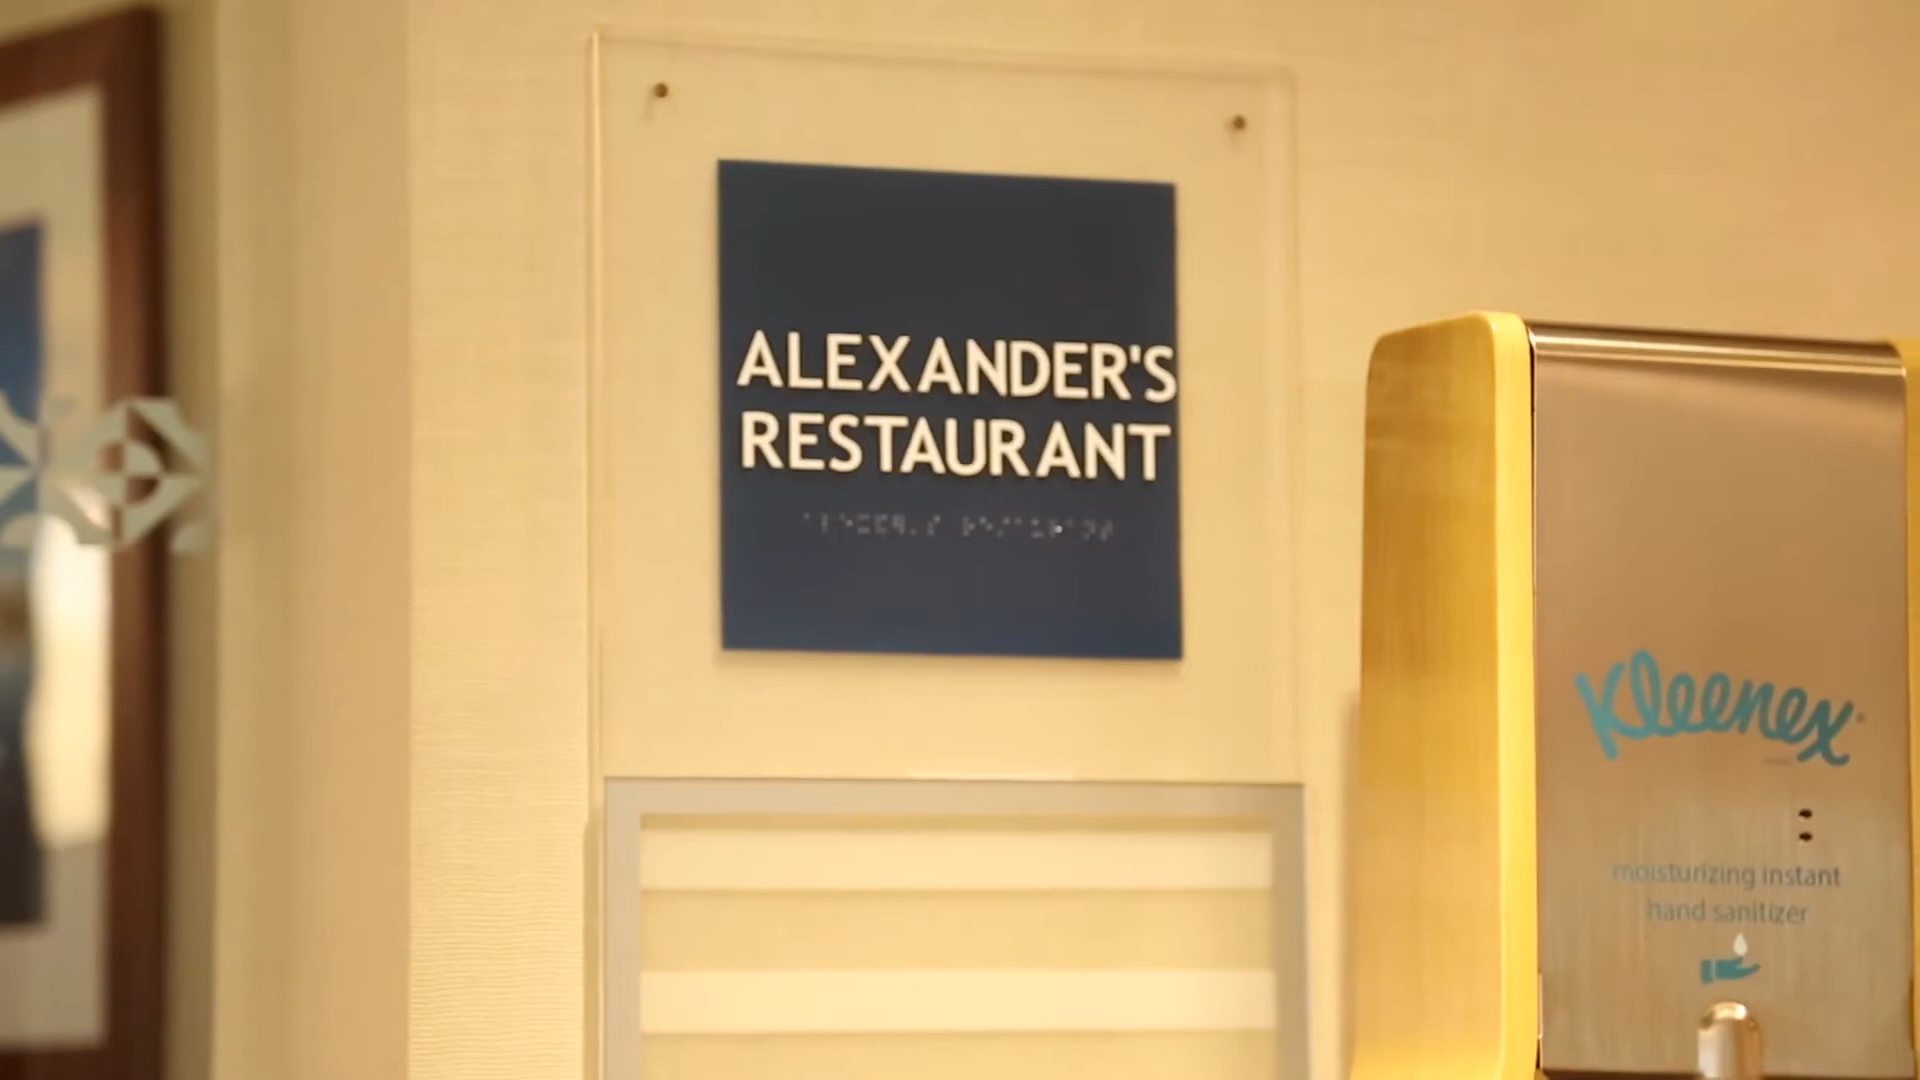 ALEXANDER'S
RESTAURANT
Kleenex
moisturizing instant
hand sanitizer